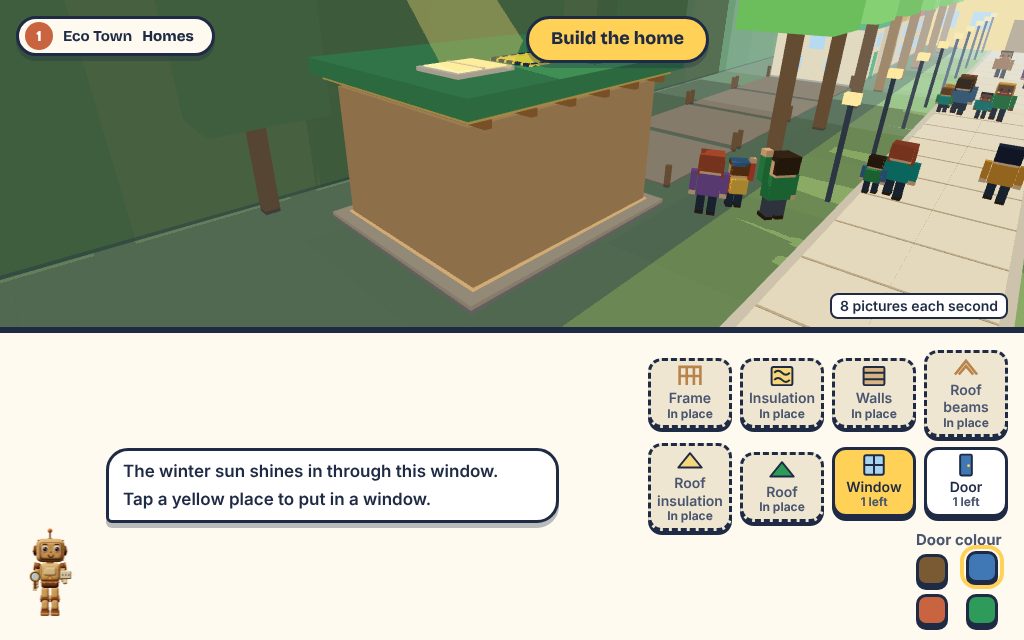 1 Eco Town Homes
Build the home
8 pictures each second
The winter sun shines in through this window.
Tap a yellow place to put in a window.
Frame
In place
Insulation
In place
Walls
In place
Roof
beams
In place
Roof
insulation
In place
Roof
In place
Window
1 left
Door
1 left
Door colour